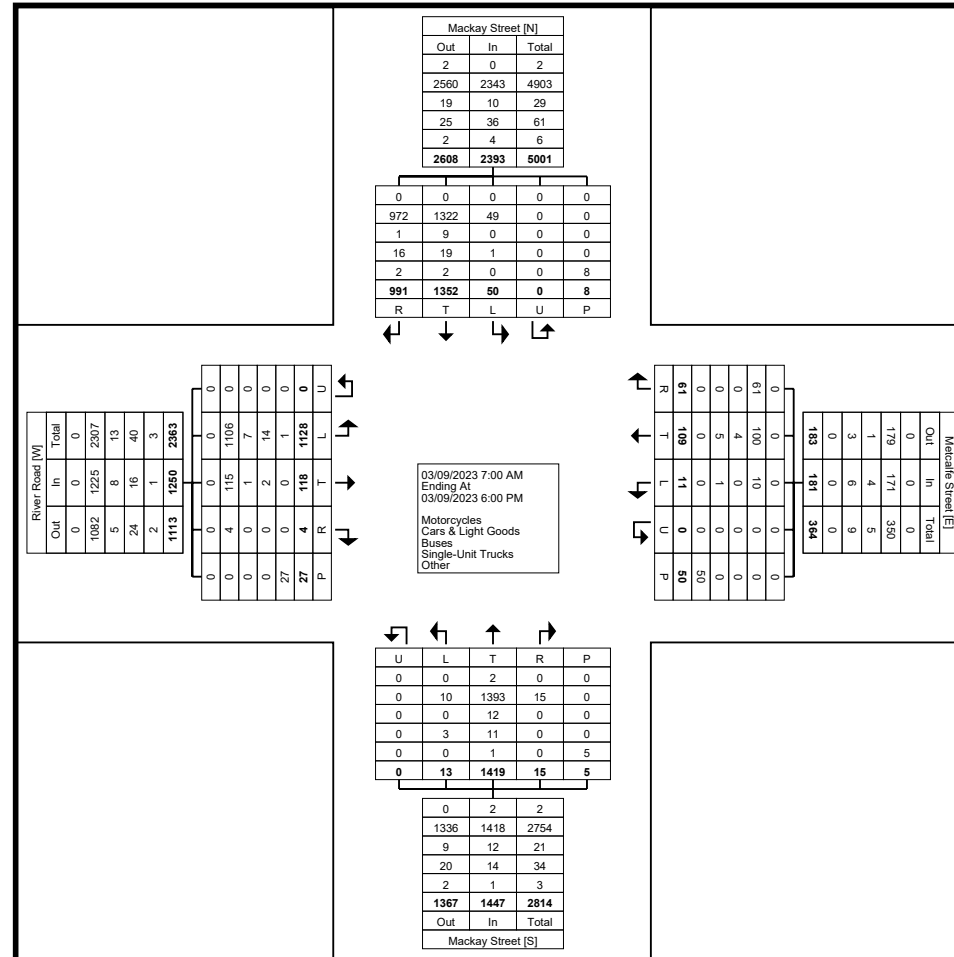 Mackay Street [N]
Out In Total
2 0 2
2560 2343 4903
19 10 29
25 36 61
2 4 6
2608 2393 5001
0 0 0 0 0
972 1322 49 0 0
1 9 0 0 0
16 19 1 0 0
2 2 0 0 8
991 1352 50 0 8
R T L U P
River Road [W]
Total In Out
0 0 0
2307 1225 1082
13 8 5
40 16 24
3 1 2
2363 1250 1113
0 0 0 0 0
0 1106 115 4 0
0 7 1 0 0
0 14 2 0 0
0 1 0 0 27
0 1128 118 4 27
U L T R P
03/09/2023 7:00 AM
Ending At
03/09/2023 6:00 PM
Motorcycles
Cars & Light Goods
Buses
Single-Unit Trucks
Other
Metcalfe Street [E]
Out In Total
0 0 0
179 171 350
1 4 5
3 6 9
0 0 0
183 181 364
0 0 0 0 0
61 100 10 0 0
0 4 0 0 0
0 5 1 0 0
0 0 0 0 50
61 109 11 0 50
R T L U P
U L T R P
0 0 2 0 0
0 10 1393 15 0
0 0 12 0 0
0 3 11 0 0
0 0 1 0 5
0 13 1419 15 5
0 2 2
1336 1418 2754
9 12 21
20 14 34
2 1 3
1367 1447 2814
Out In Total
Mackay Street [S]